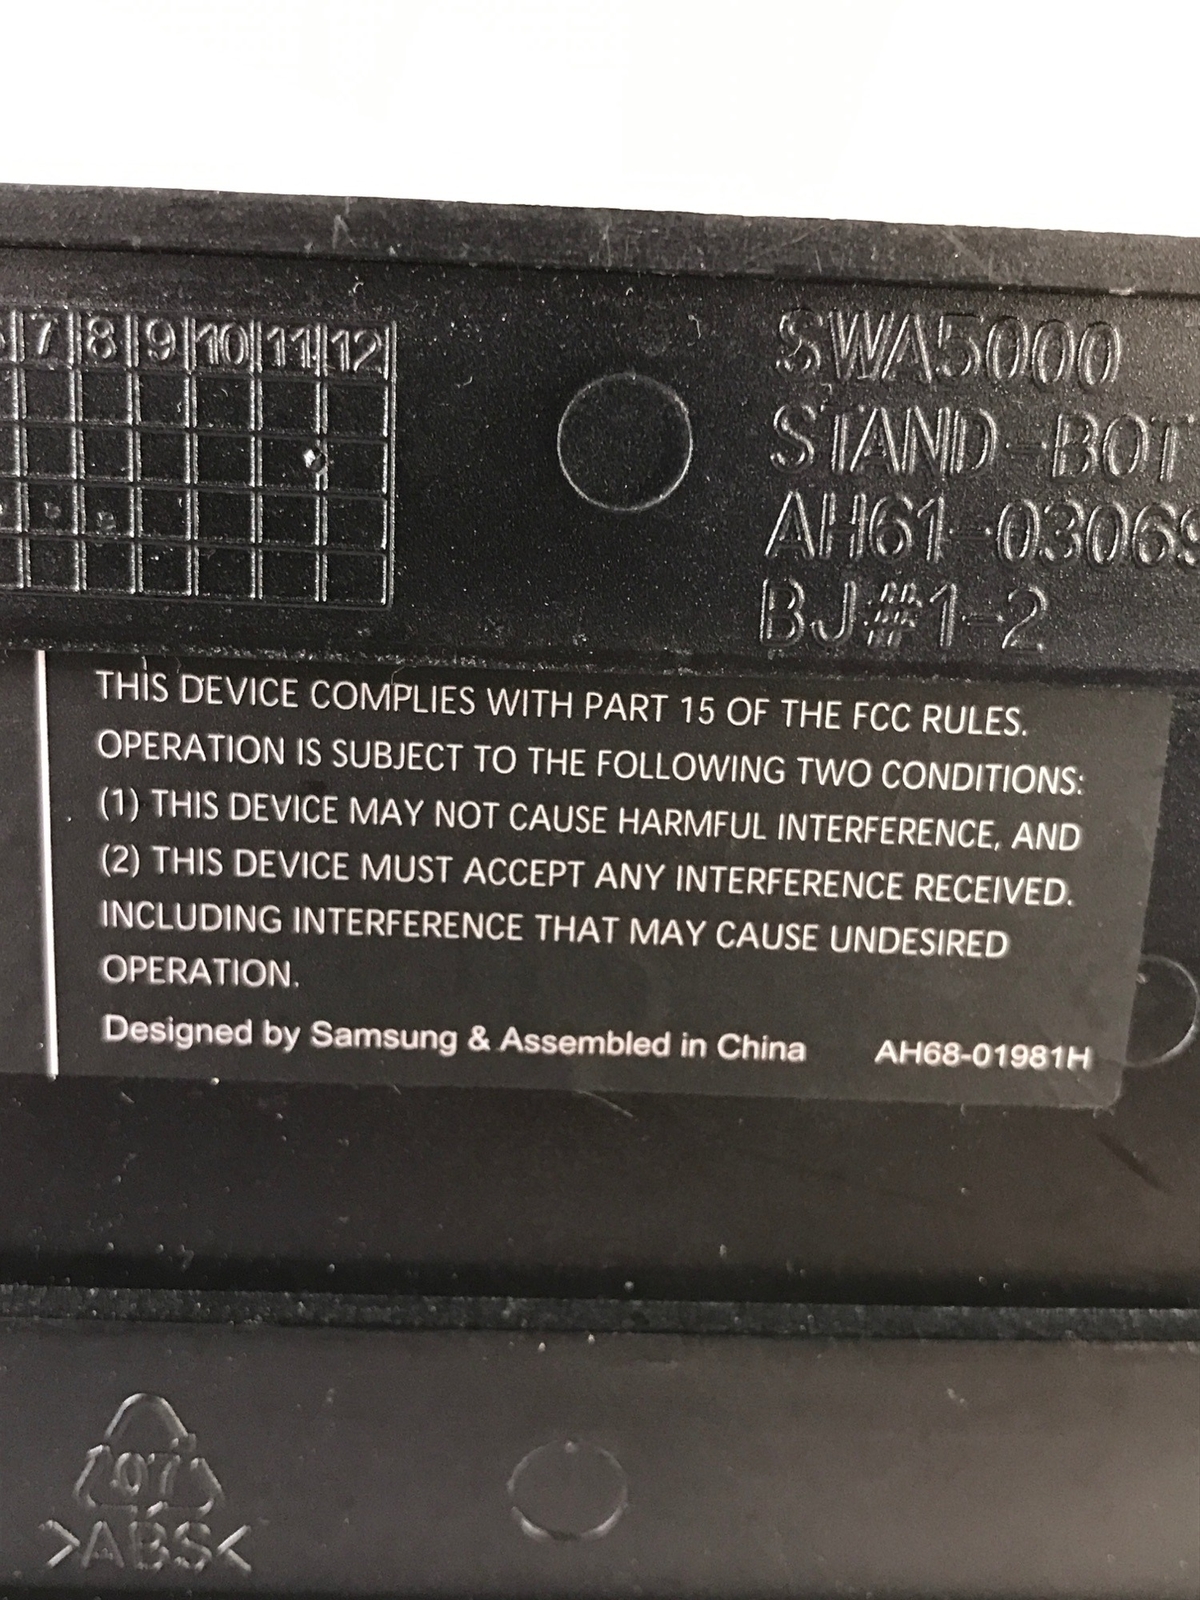 7 8 9 10 11 12
SWA5000
STAND-BOT
AH61-0306
BJ#1-2
THIS DEVICE COMPLIES WITH PART 15 OF THE FCC RULES.
OPERATION IS SUBJECT TO THE FOLLOWING TWO CONDITIONS:
(1) THIS DEVICE MAY NOT CAUSE HARMFUL INTERFERENCE, AND
(2) THIS DEVICE MUST ACCEPT ANY INTERFERENCE RECEIVED.
INCLUDING INTERFERENCE THAT MAY CAUSE UNDESIRED
OPERATION.
Designed by Samsung & Assembled in China AH68-01981H
07
>ABS<